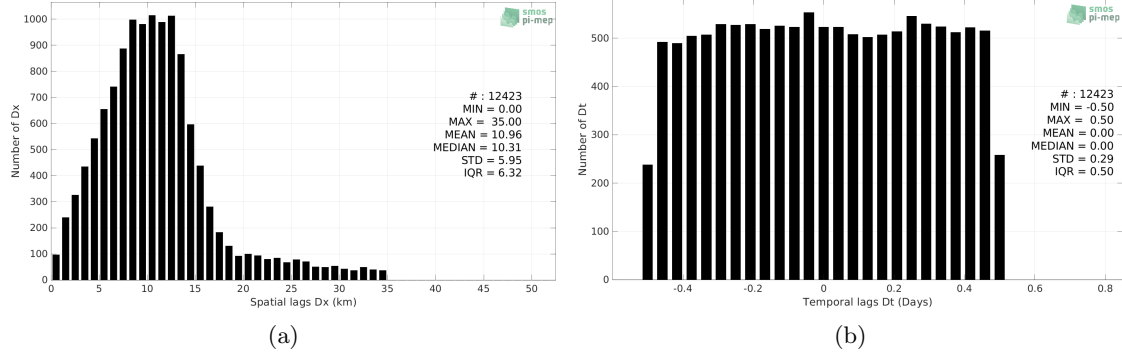 smos
pi-mep
Number of Dx
1000
900
800
700
600
500
400
300
200
100
0
# : 12423
MIN = 0.00
MAX = 35.00
MEAN = 10.96
MEDIAN = 10.31
STD = 5.95
IQR = 6.32
0 5 10 15 20 25 30 35 40 45 50
Spatial lags Dx (km)
(a)
smos
pi-mep
Number of Dt
500
400
300
200
100
0
# : 12423
MIN = -0.50
MAX = 0.50
MEAN = 0.00
MEDIAN = 0.00
STD = 0.29
IQR = 0.50
-0.4 -0.2 0 0.2 0.4 0.6 0.8
Temporal lags Dt (Days)
(b)